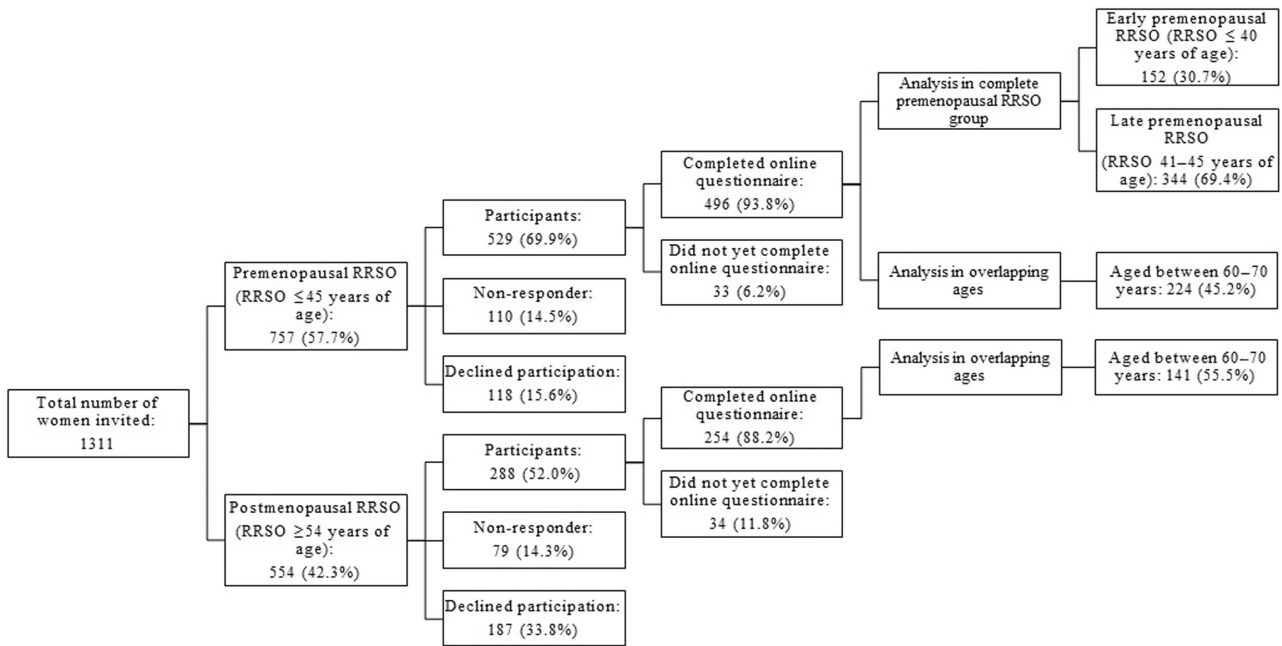 Total number of
women invited:
1311
Premenopausal RRSO
(RRSO ≤45 years of
age):
757 (57.7%)
Postmenopausal RRSO
(RRSO ≥54 years of
age):
554 (42.3%)
Participants:
529 (69.9%)
Non-responder:
110 (14.5%)
Declined participation:
118 (15.6%)
Participants:
288 (52.0%)
Non-responder:
79 (14.3%)
Declined participation:
187 (33.8%)
Completed online
questionnaire:
496 (93.8%)
Did not yet complete
online questionnaire:
33 (6.2%)
Completed online
questionnaire:
254 (88.2%)
Did not yet complete
online questionnaire:
34 (11.8%)
Analysis in complete
premenopausal RRSO
group
Analysis in overlapping
ages
Analysis in overlapping
ages
Early premenopausal
RRSO (RRSO ≤ 40
years of age):
152 (30.7%)
Late premenopausal
RRSO
(RRSO 41–45 years of
age): 344 (69.4%)
Aged between 60–70
years: 224 (45.2%)
Aged between 60–70
years: 141 (55.5%)